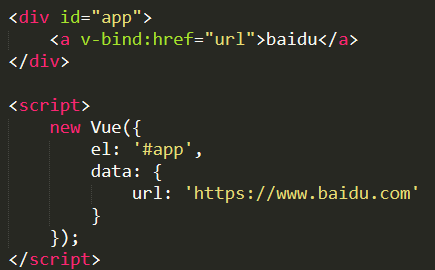 <div id="app">
    <a v-bind:href="url">baidu</a>
</div>

<script>
    new Vue({
        el: '#app',
        data: {
            url: 'https://www.baidu.com'
        }
    });
</script>